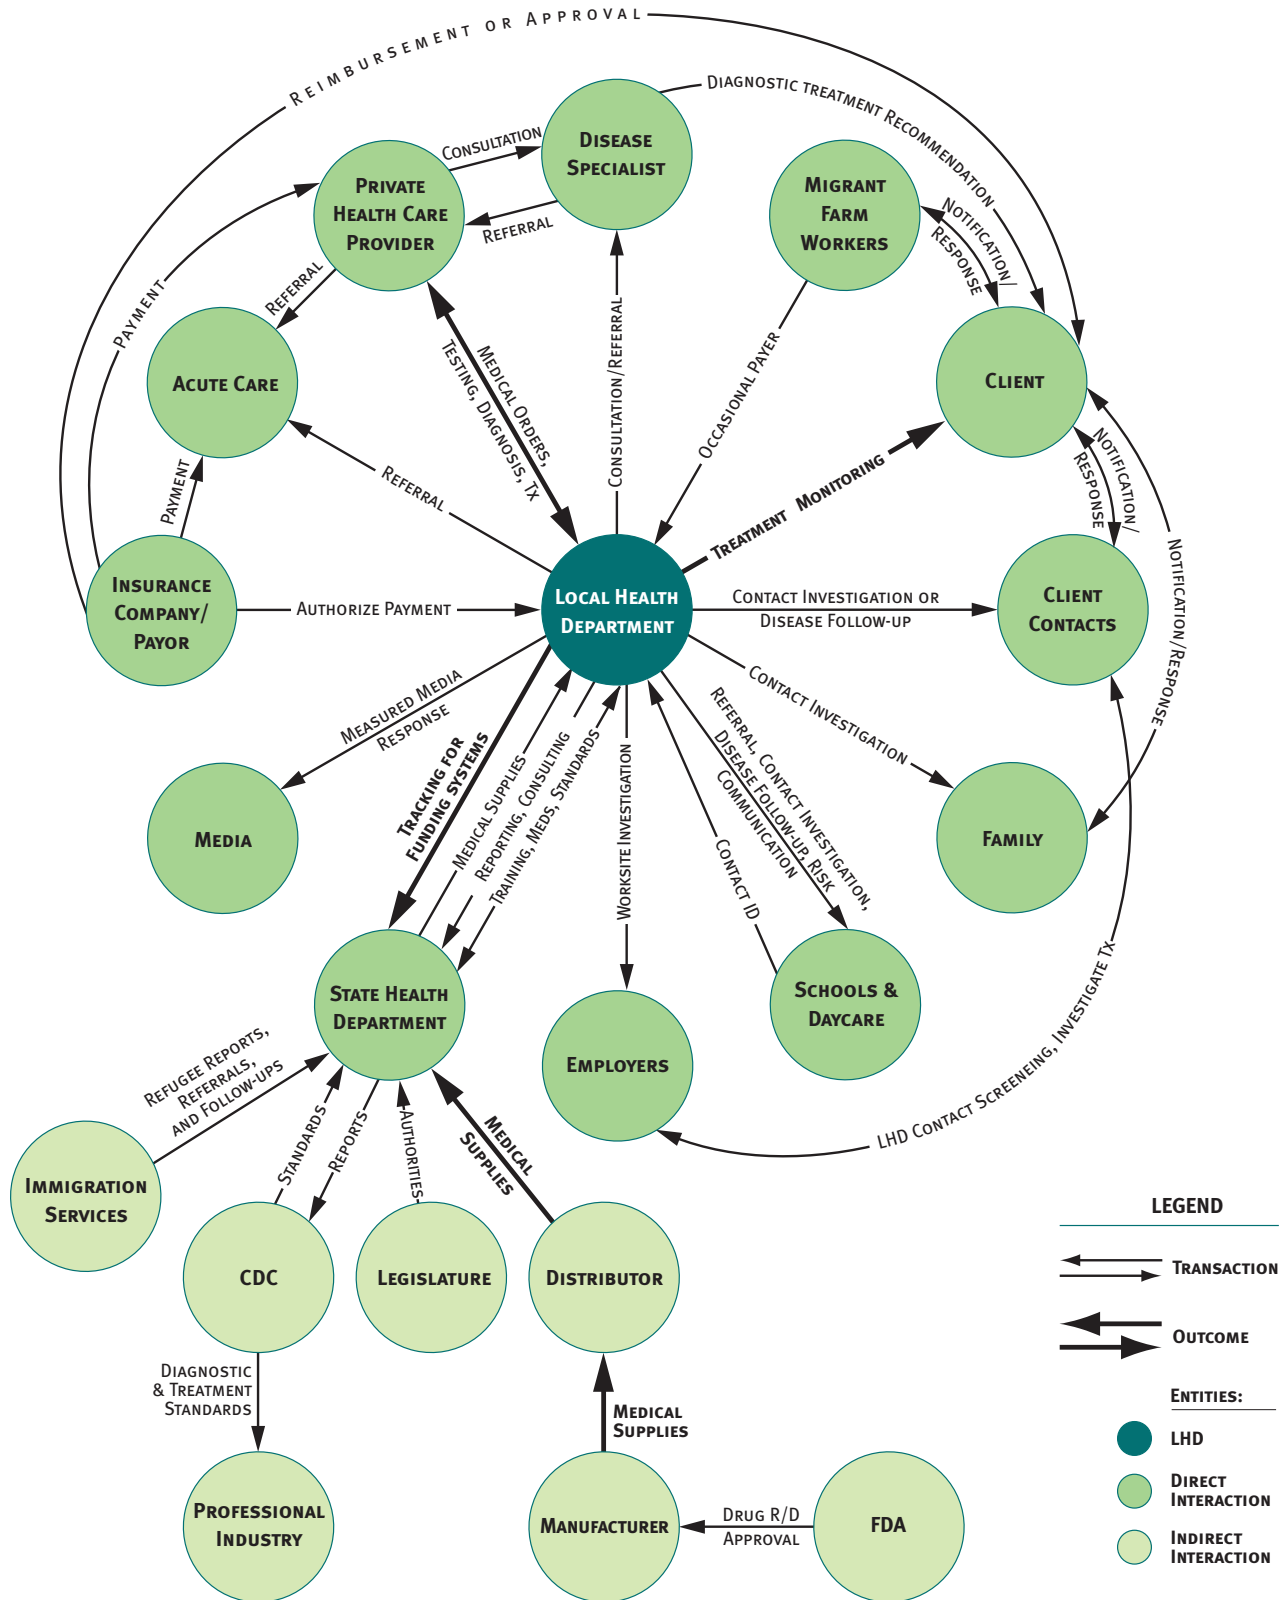 Reimbursement or Approval
Diagnostic treatment Recommendation
Consultation
Disease
Specialist
Private
Health Care
Provider
Referral
Migrant
Farm
Workers
Notification/
Response
Referral
Payment
Acute Care
Client
Medical Orders,
Testing, Diagnosis, Tx
Consultation/Referral
Occasional Payer
Referral
Payment
Treatment Monitoring
Notification/
Response
Notification/Response
Insurance
Company/
Payor
Authorize Payment
Local Health
Department
Contact Investigation or
Disease Follow-up
Client
Contacts
Measured Media
Response
Contact Investigation
Tracking for
Funding systems
Medical Supplies
Reporting, Consulting
Training, Meds, Standards
Worksite Investigation
Referral, Contact Investigation,
Disease Follow-up, Risk
Communication
Contact ID
Media
Family
State Health
Department
Employers
Schools &
Daycare
LHD Contact Screeneing, Investigate Tx
Refugee Reports,
Referrals,
and Follow-ups
Standards
Reports
Authorities
Medical
Supplies
Immigration
Services
CDC
Legislature
Distributor
Diagnostic
& Treatment
Standards
Medical
Supplies
Professional
Industry
Manufacturer
Drug R/D
Approval
FDA
LEGEND
Transaction
Outcome
Entities:
LHD
Direct
Interaction
Indirect
Interaction